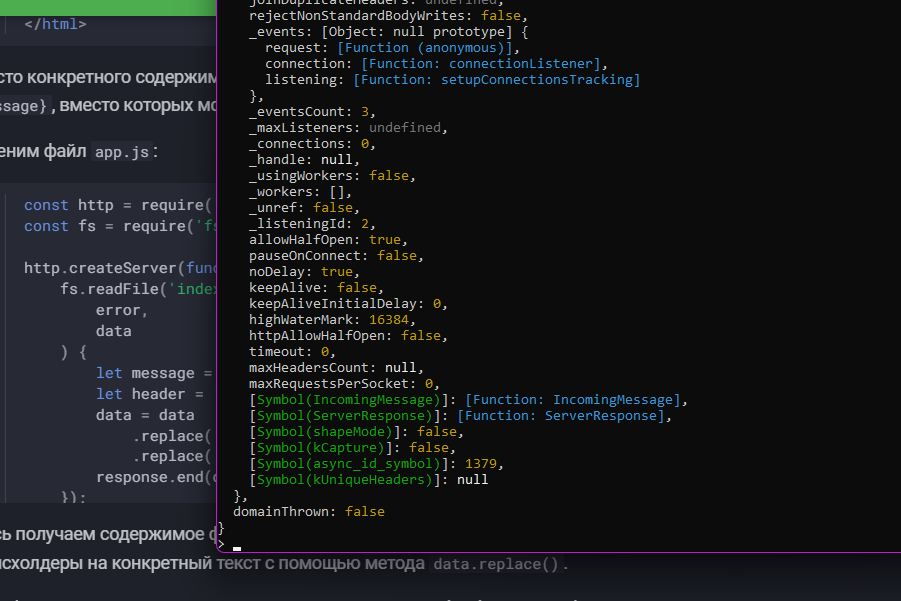 </html>
сто конкретного содержим
ssage}, вместо которых мо
еним файл app.js:
const http = require(
const fs = require('fs
http.createServer(func
fs.readFile('index
error,
data
) {
let message =
let header =
data = data
.replace(
.replace(
response.end(
});
сь получаем содержимое ф
исхолдеры на конкретный текст с помощью метода data.replace().
joinDuplicateHeaders: undefined,
rejectNonStandardBodyWrites: false,
_events: [Object: null prototype] {
request: [Function (anonymous)],
connection: [Function: connectionListener],
listening: [Function: setupConnectionsTracking]
},
_eventsCount: 3,
_maxListeners: undefined,
_connections: 0,
_handle: null,
_usingWorkers: false,
_workers: [],
_unref: false,
_listeningId: 2,
allowHalfOpen: true,
pauseOnConnect: false,
noDelay: true,
keepAlive: false,
keepAliveInitialDelay: 0,
highWaterMark: 16384,
httpAllowHalfOpen: false,
timeout: 0,
maxHeadersCount: null,
maxRequestsPerSocket: 0,
[Symbol(IncomingMessage)]: [Function: IncomingMessage],
[Symbol(ServerResponse)]: [Function: ServerResponse],
[Symbol(shapeMode)]: false,
[Symbol(kCapture)]: false,
[Symbol(async_id_symbol)]: 1379,
[Symbol(kUniqueHeaders)]: null
},
domainThrown: false
}
>